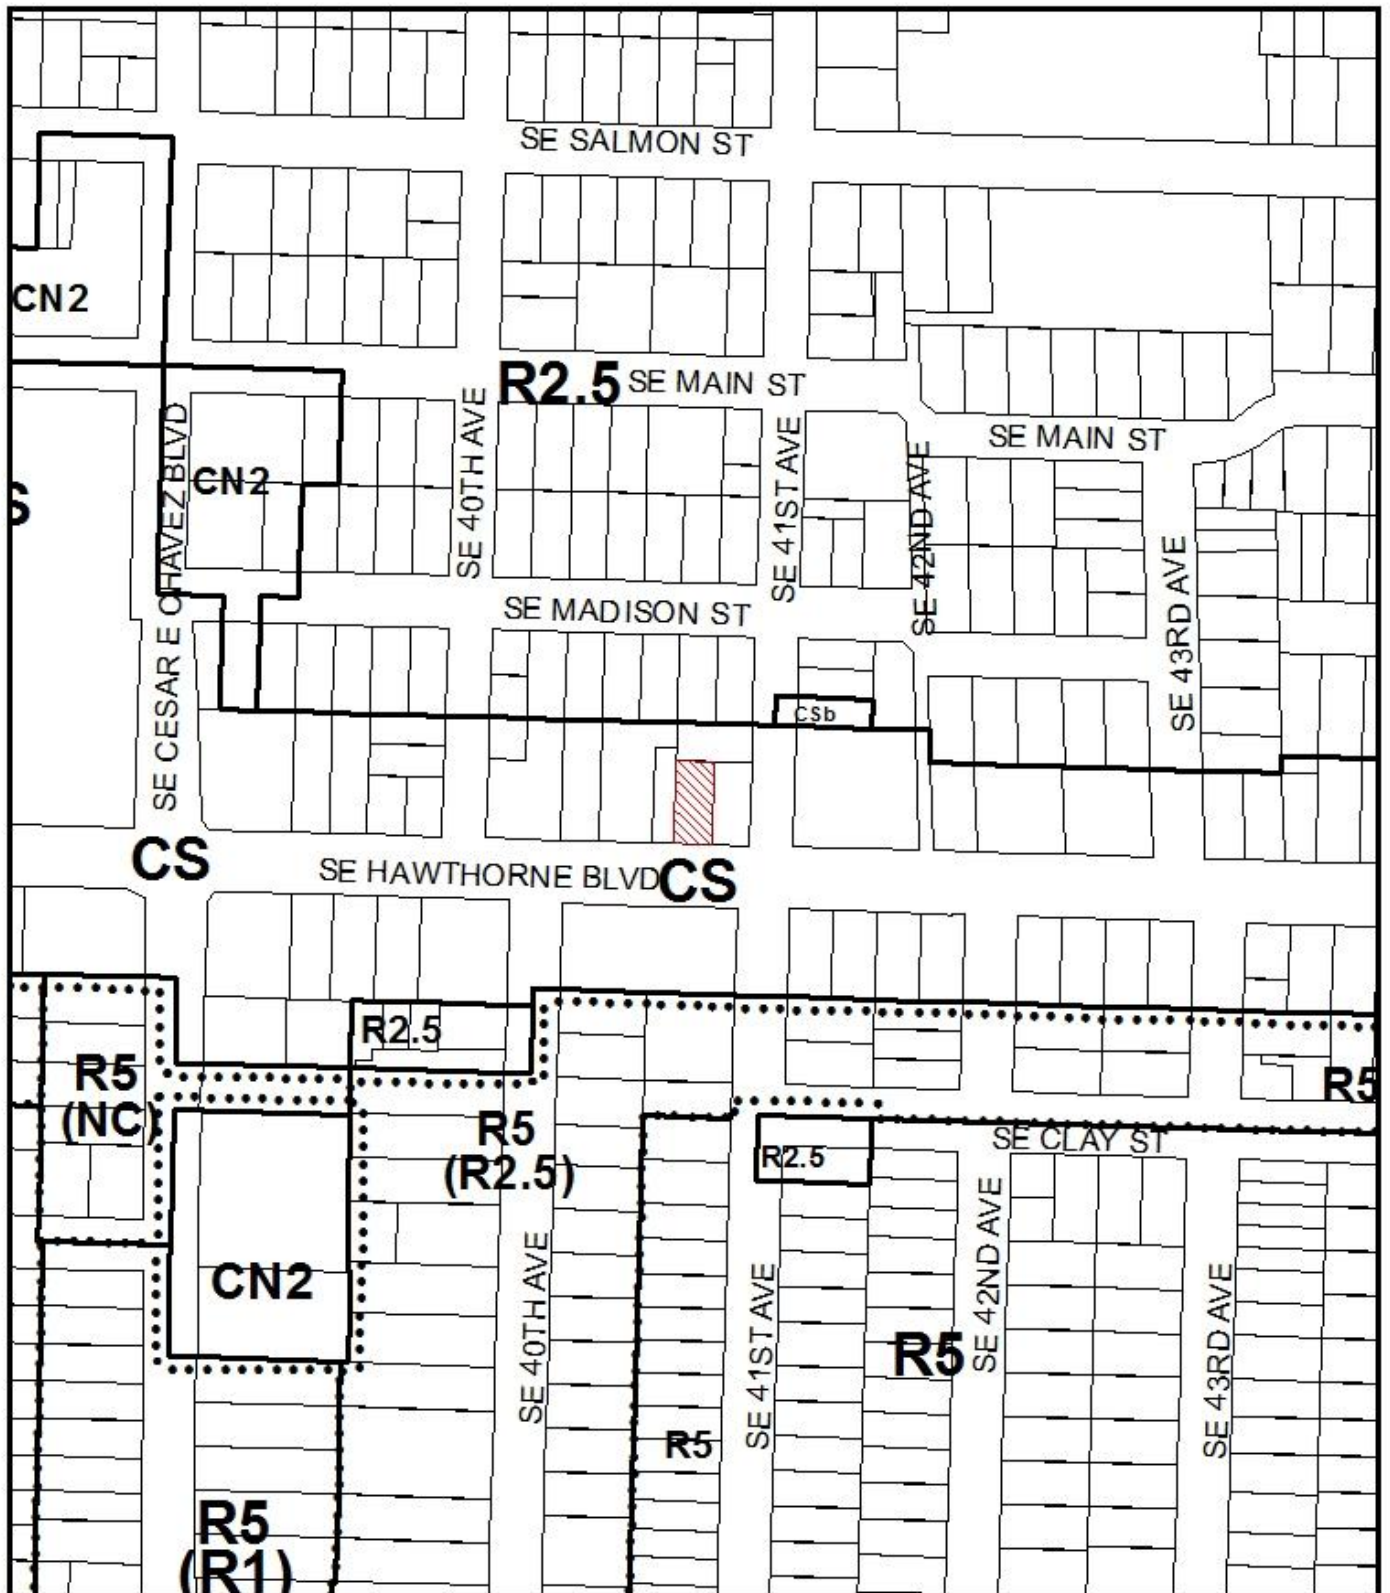 SE SALMON ST
CN2
R2.5
SE MAIN ST
SE MAIN ST
SE CESAR E CHAVEZ BLVD
CN2
SE 40TH AVE
SE 41ST AVE
SE 42ND AVE
S
SE 43RD AVE
SE MADISON ST
CSb
CS
SE HAWTHORNE BLVD
CS
R2.5
R5
(NC)
R5
R5
(R2.5)
SE CLAY ST
R2.5
CN2
SE 40TH AVE
SE 41ST AVE
SE 42ND AVE
SE 43RD AVE
R5
R5
R5
(R1)